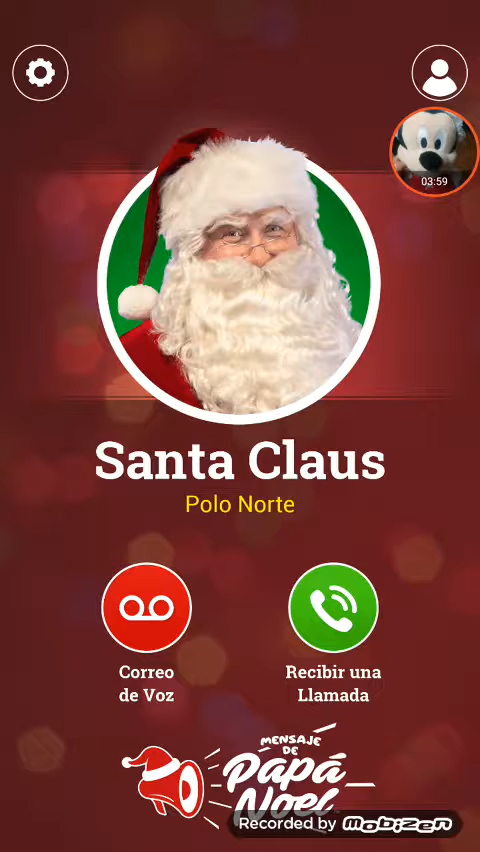 03:59
Santa Claus
Polo Norte
Correo
de Voz
Recibir una
Llamada
MENSAJE
DE
Papá
Noel
Recorded by mobizen